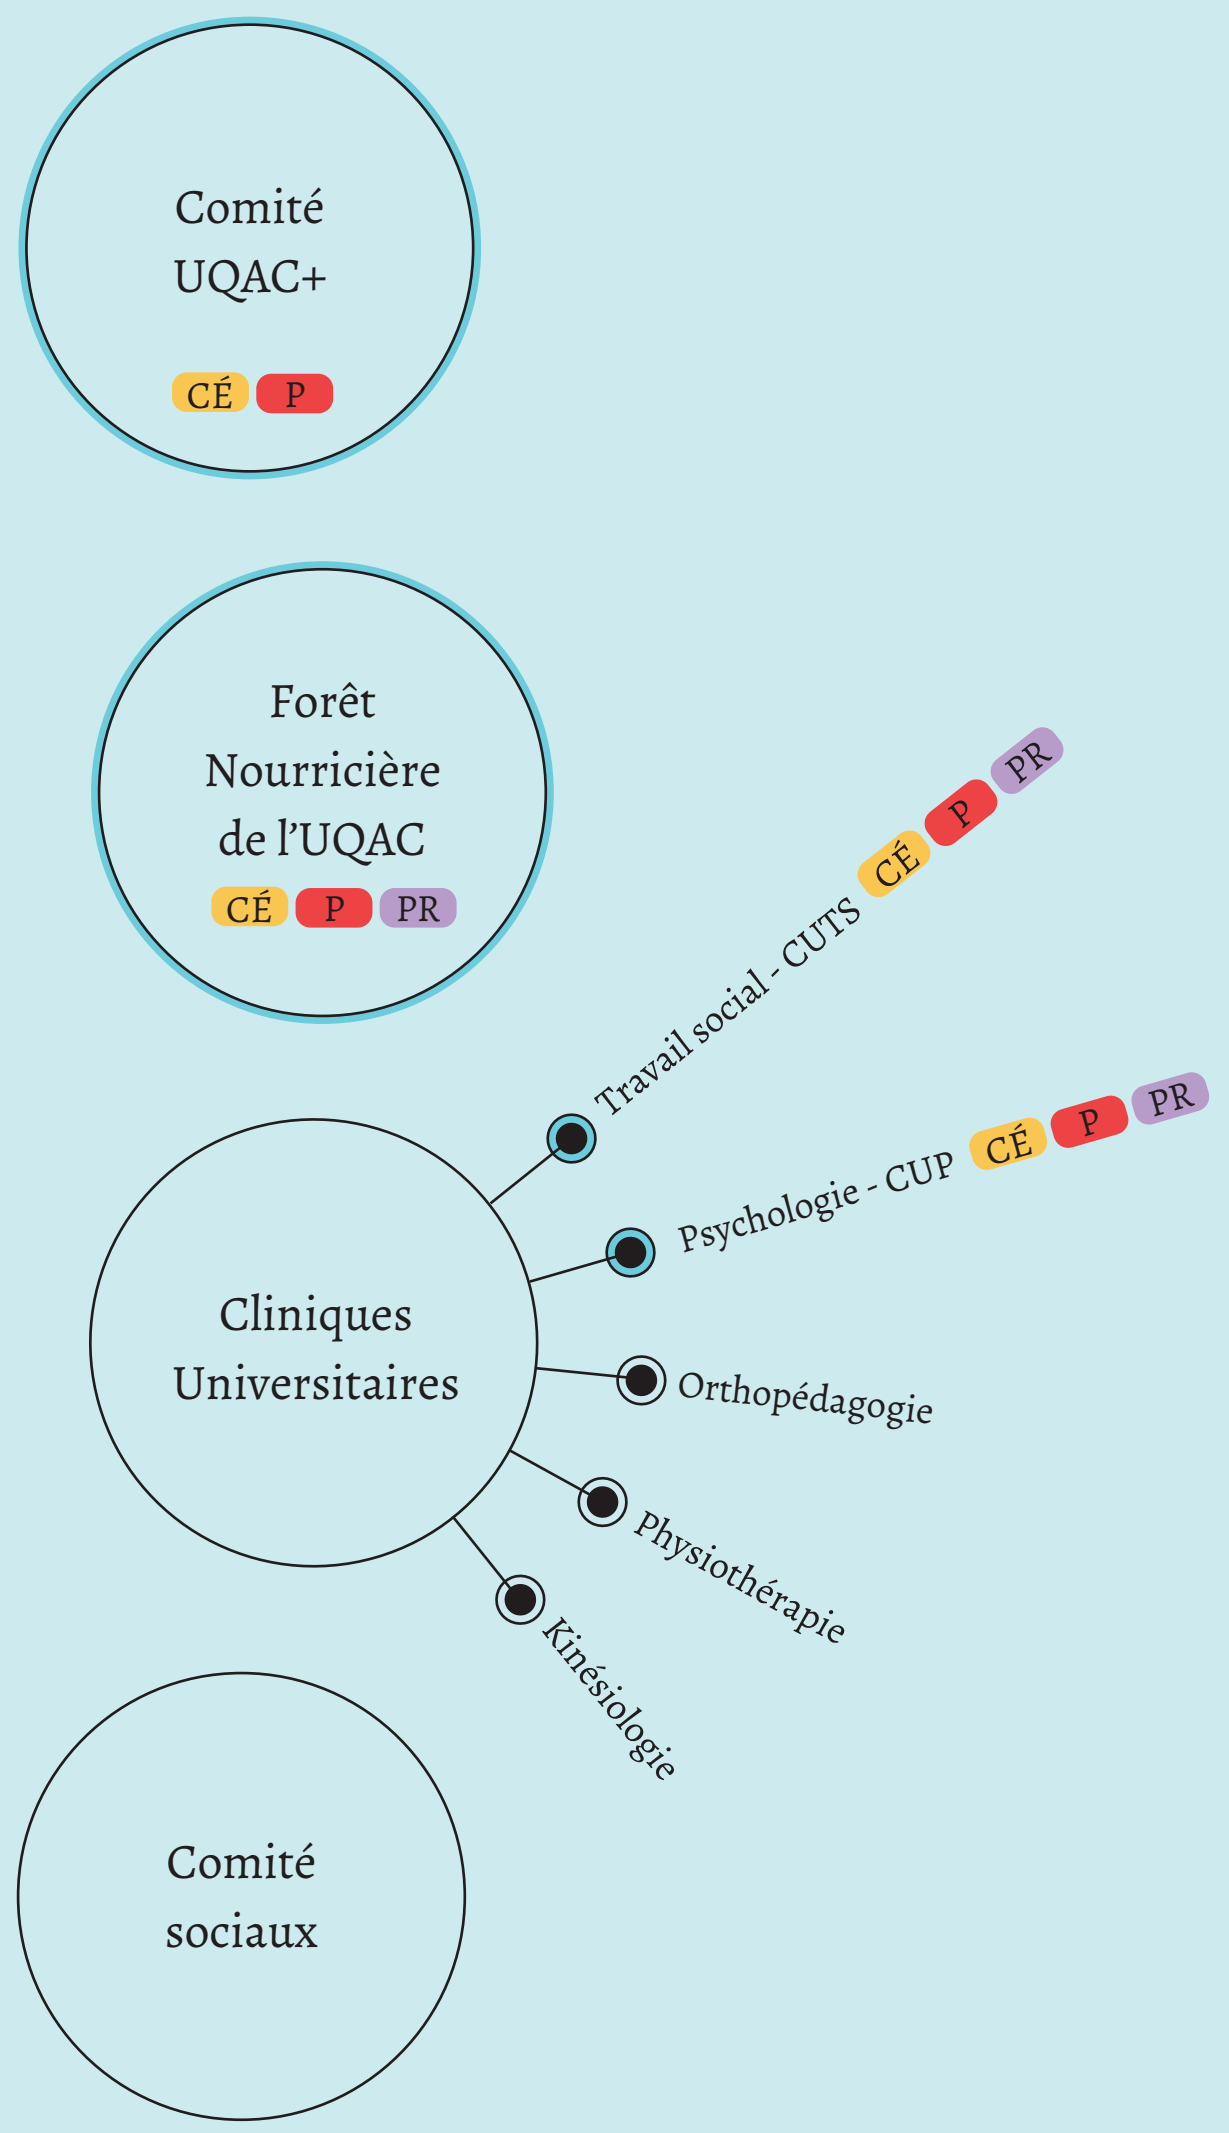 Comité
UQAC+
CÉ P
Forêt
Nourricière
de l’UQAC
CÉ P PR
Travail social - CUTS CÉ P PR
Psychologie - CUP CÉ P PR
Cliniques
Universitaires
Orthopédagogie
Physiothérapie
Kinésiologie
Comité
sociaux